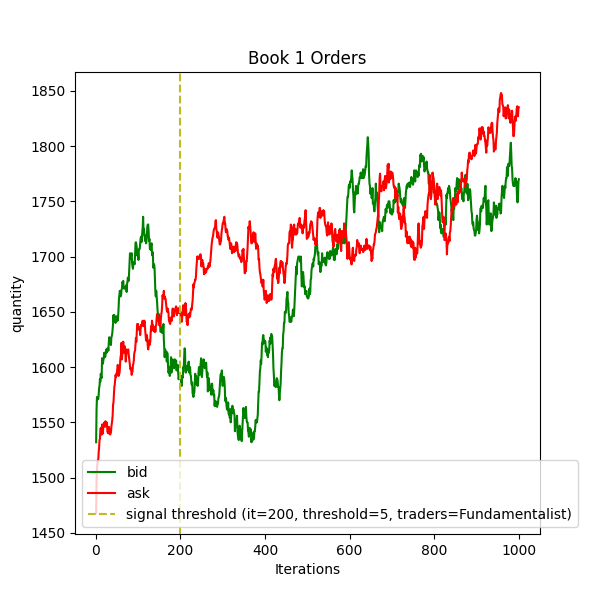 Book 1 Orders
1850
1800
1750
1700
1650
1600
1550
1500
1450
quantity
bid
ask
signal threshold (it=200, threshold=5, traders=Fundamentalist)
0 200 400 600 800 1000
Iterations